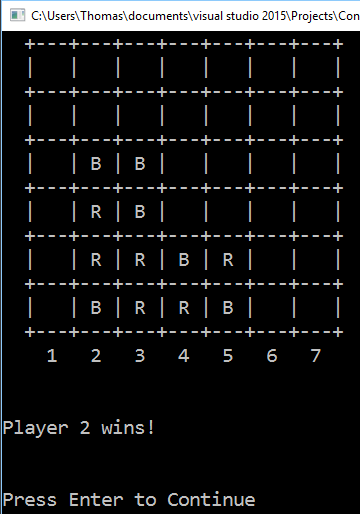 C:\Users\Thomas\documents\visual studio 2015\Projects\Con
+---+---+---+---+---+---+---+
|   |   |   |   |   |   |   |
+---+---+---+---+---+---+---+
|   |   |   |   |   |   |   |
+---+---+---+---+---+---+---+
|   | B | B |   |   |   |   |
+---+---+---+---+---+---+---+
|   | R | B |   |   |   |   |
+---+---+---+---+---+---+---+
|   | R | R | B | R |   |   |
+---+---+---+---+---+---+---+
|   | B | R | R | B |   |   |
+---+---+---+---+---+---+---+
1   2   3   4   5   6   7
Player 2 wins!
Press Enter to Continue